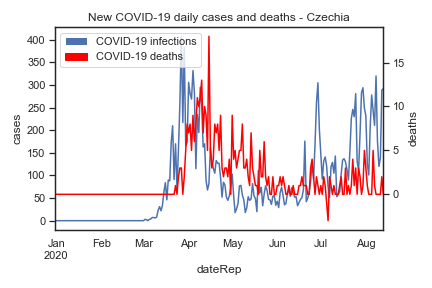 New COVID-19 daily cases and deaths - Czechia
COVID-19 infections
COVID-19 deaths
400
350
300
250
200
150
100
50
0
cases
15
10
5
0
deaths
Jan Feb Mar Apr May Jun Jul Aug
2020
dateRep